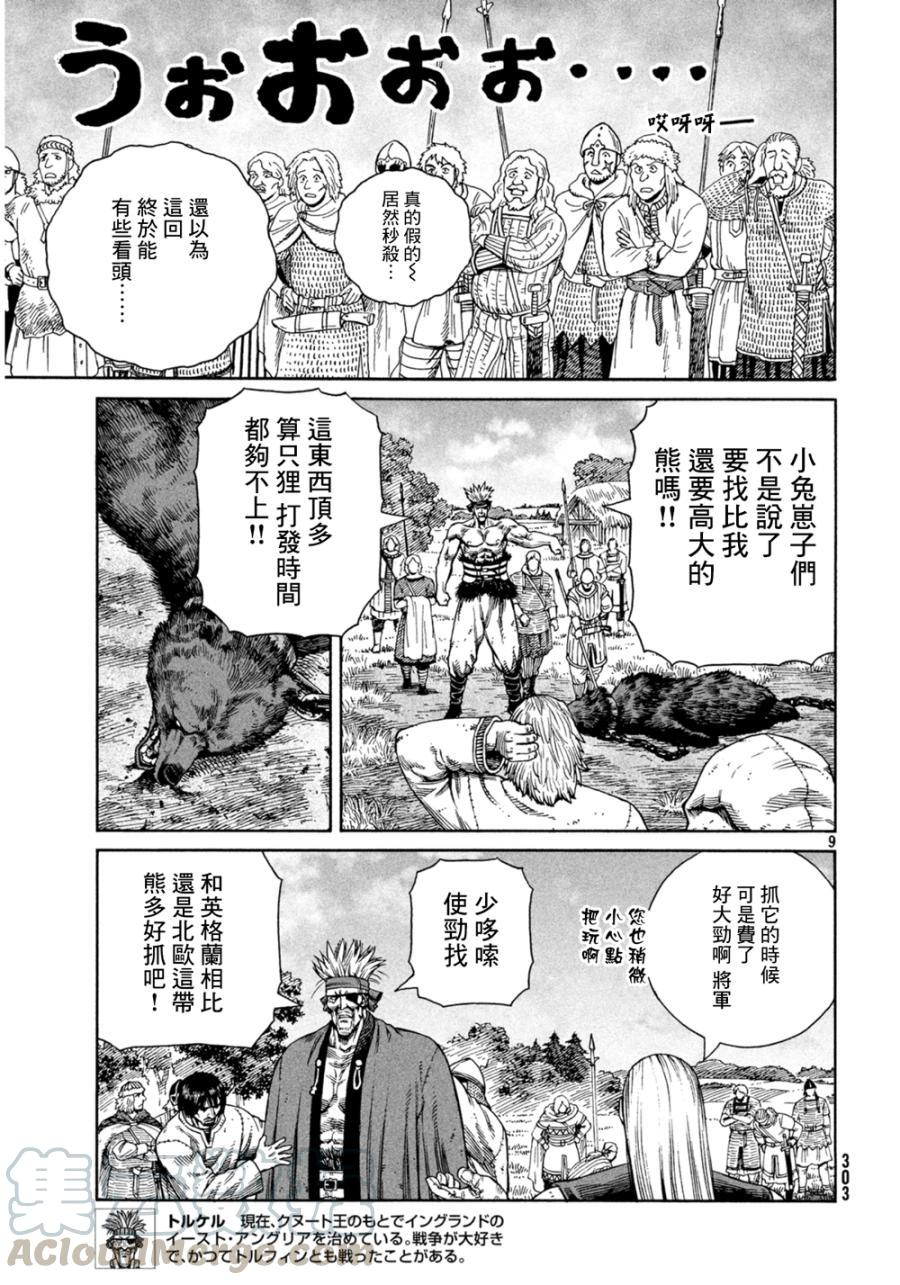 うぉおぉぉ‥‥‥
哎呀呀—
真的假的～
居然秒殺…
還以為
這回
終於能
有些看頭……
小兔崽子們
不是說了
要找比我
還要高大的
熊嗎!!
這東西頂多
算只狸 打發時間
都夠不上!!
9
抓它的時候
可是費了
好大勁啊 將軍
您也稍微
小心點
把玩啊
少哆嗦
使勁找
和英格蘭相比
還是北歐這帶
熊多好抓吧！
303
トルケル 現在、クヌート王のもとでイングランドの
イースト・アングリアを治めている。戦争が大好き
で、かつてトルフィンとも戦ったことがある。
AcloudMerge.com